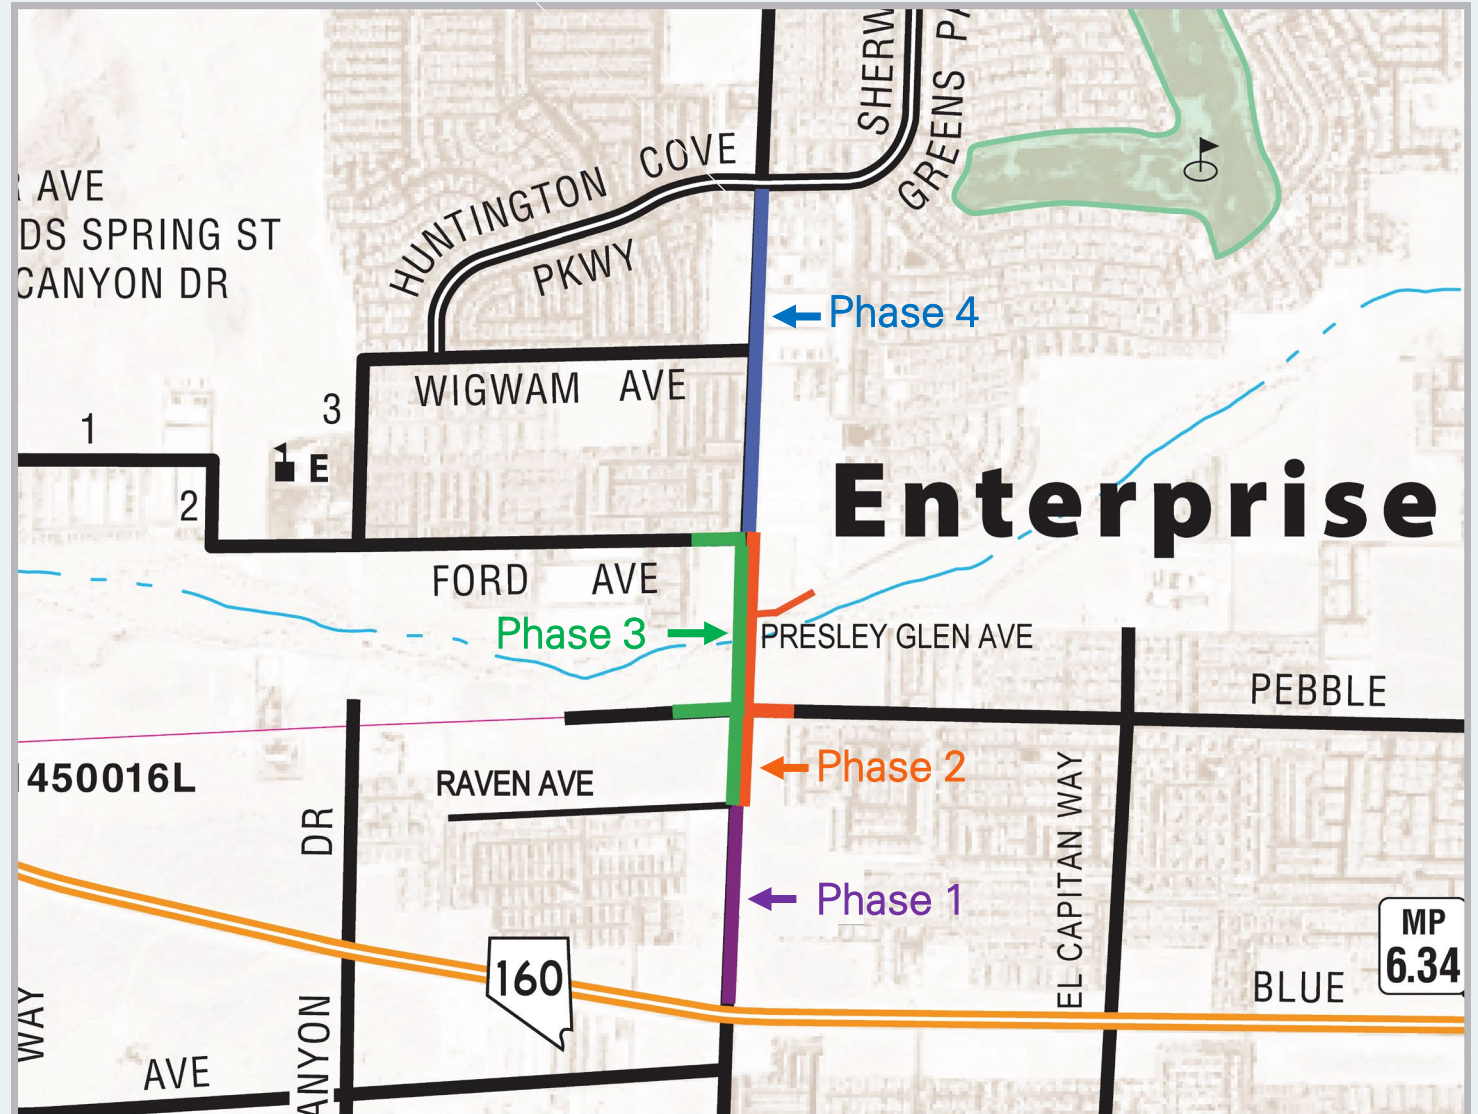 SHERW
GREENS PA
HUNTINGTON COVE
PKWY
AVE
DS SPRING ST
CANYON DR
Phase 4
WIGWAM AVE
3
1
E
2
Enterprise
FORD AVE
Phase 3
PRESLEY GLEN AVE
PEBBLE
1450016L
RAVEN AVE
Phase 2
DR
EL CAPITAN WAY
Phase 1
MP
6.34
160
BLUE
WAY
ANYON
AVE